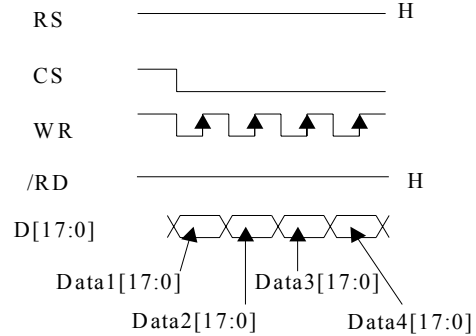 RS H
CS
WR
/RD H
D[17:0]
Data1[17:0] Data3[17:0]
Data2[17:0] Data4[17:0]